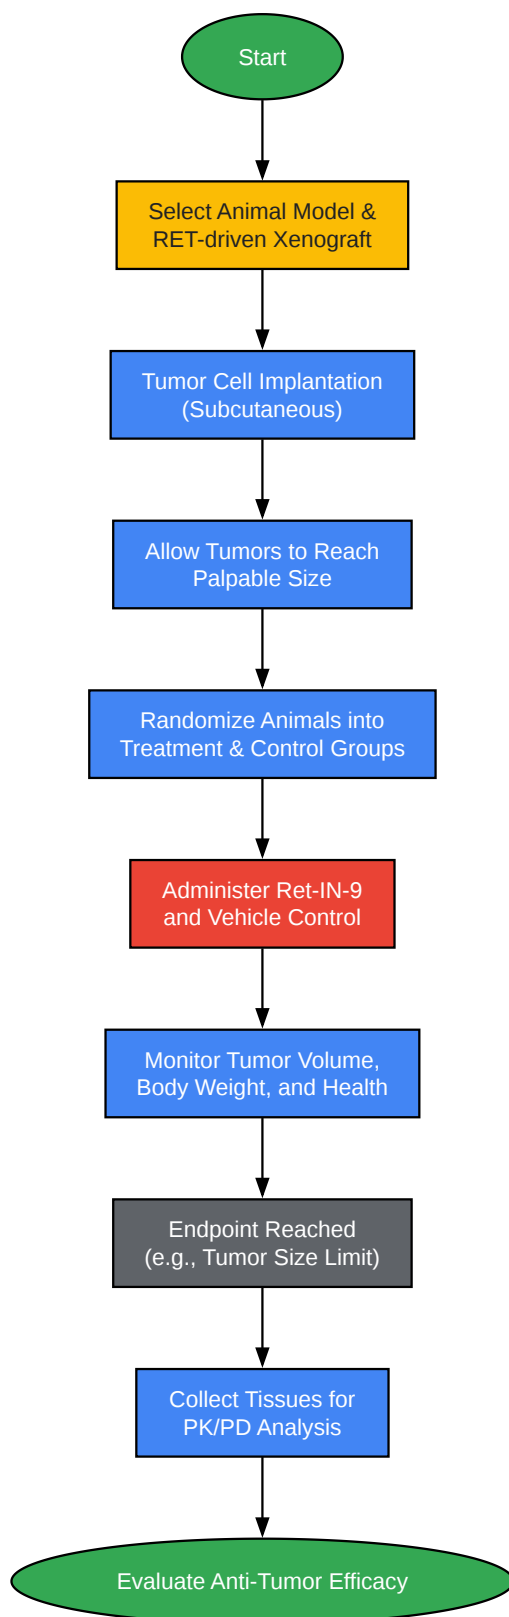 Start
Select Animal Model &
RET-driven Xenograft
Tumor Cell Implantation
(Subcutaneous)
Allow Tumors to Reach
Palpable Size
Randomize Animals into
Treatment & Control Groups
Administer Ret-IN-9
and Vehicle Control
Monitor Tumor Volume,
Body Weight, and Health
Endpoint Reached
(e.g., Tumor Size Limit)
Collect Tissues for
PK/PD Analysis
Evaluate Anti-Tumor Efficacy